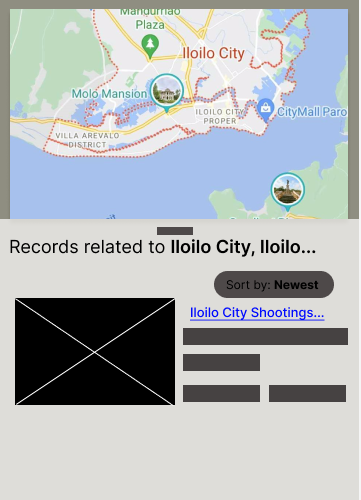 Mandurriao
Plaza
Iloilo City
Molo Mansion
ILOILO CITY
PROPER
CityMall Paro
VILLA AREVALO
DISTRICT
Records related to Iloilo City, Iloilo...
Sort by: Newest
Iloilo City Shootings...